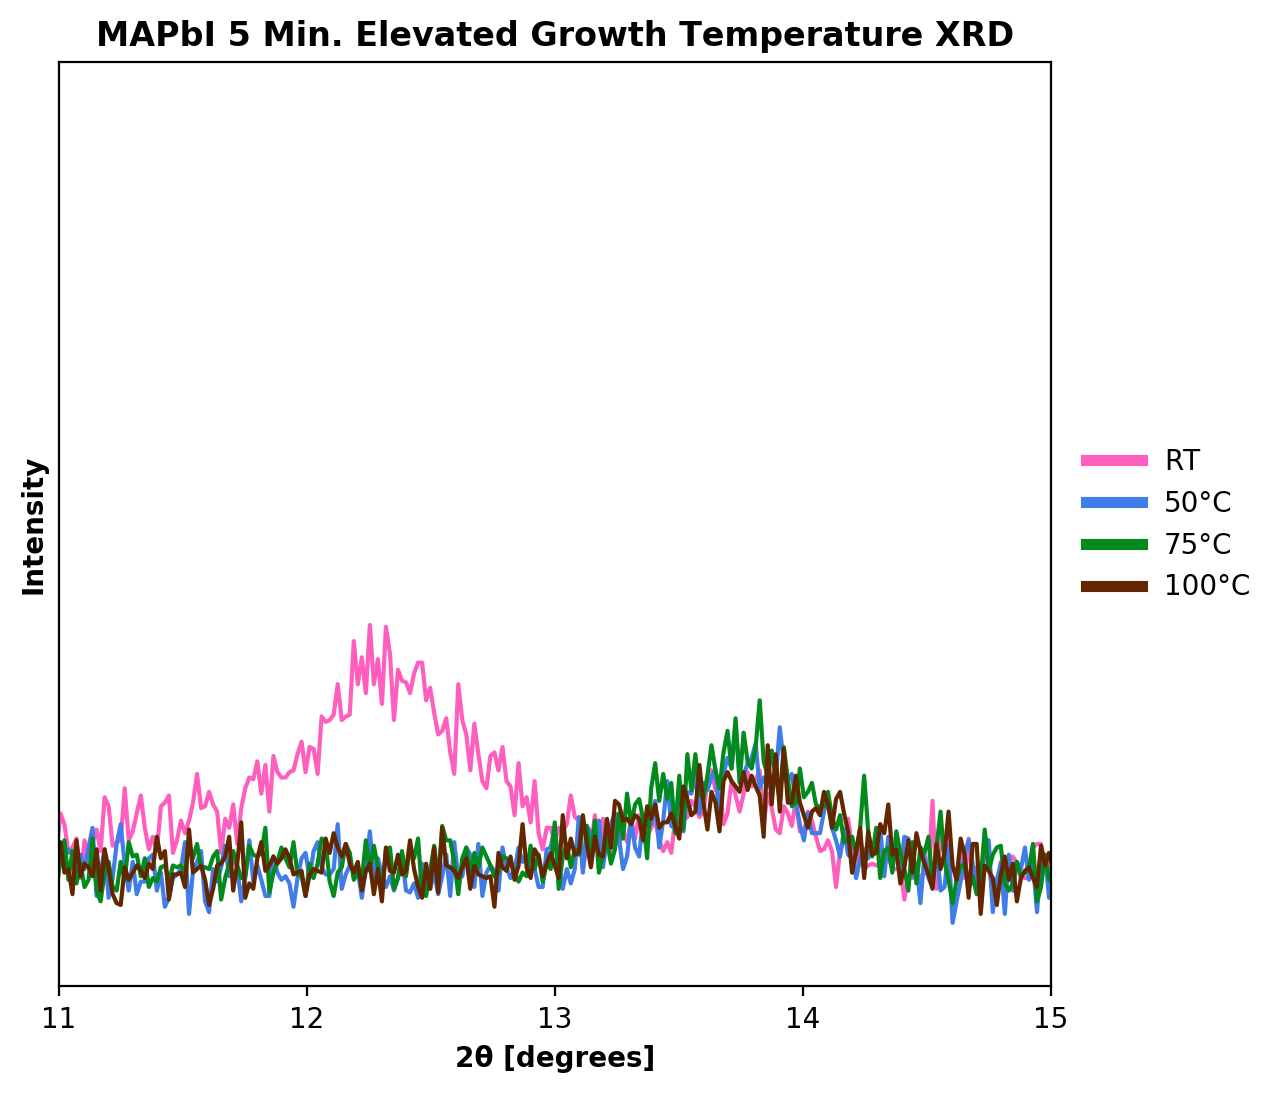 MAPbI 5 Min. Elevated Growth Temperature XRD
Intensity
RT
50°C
75°C
100°C
11 12 13 14 15
2θ [degrees]